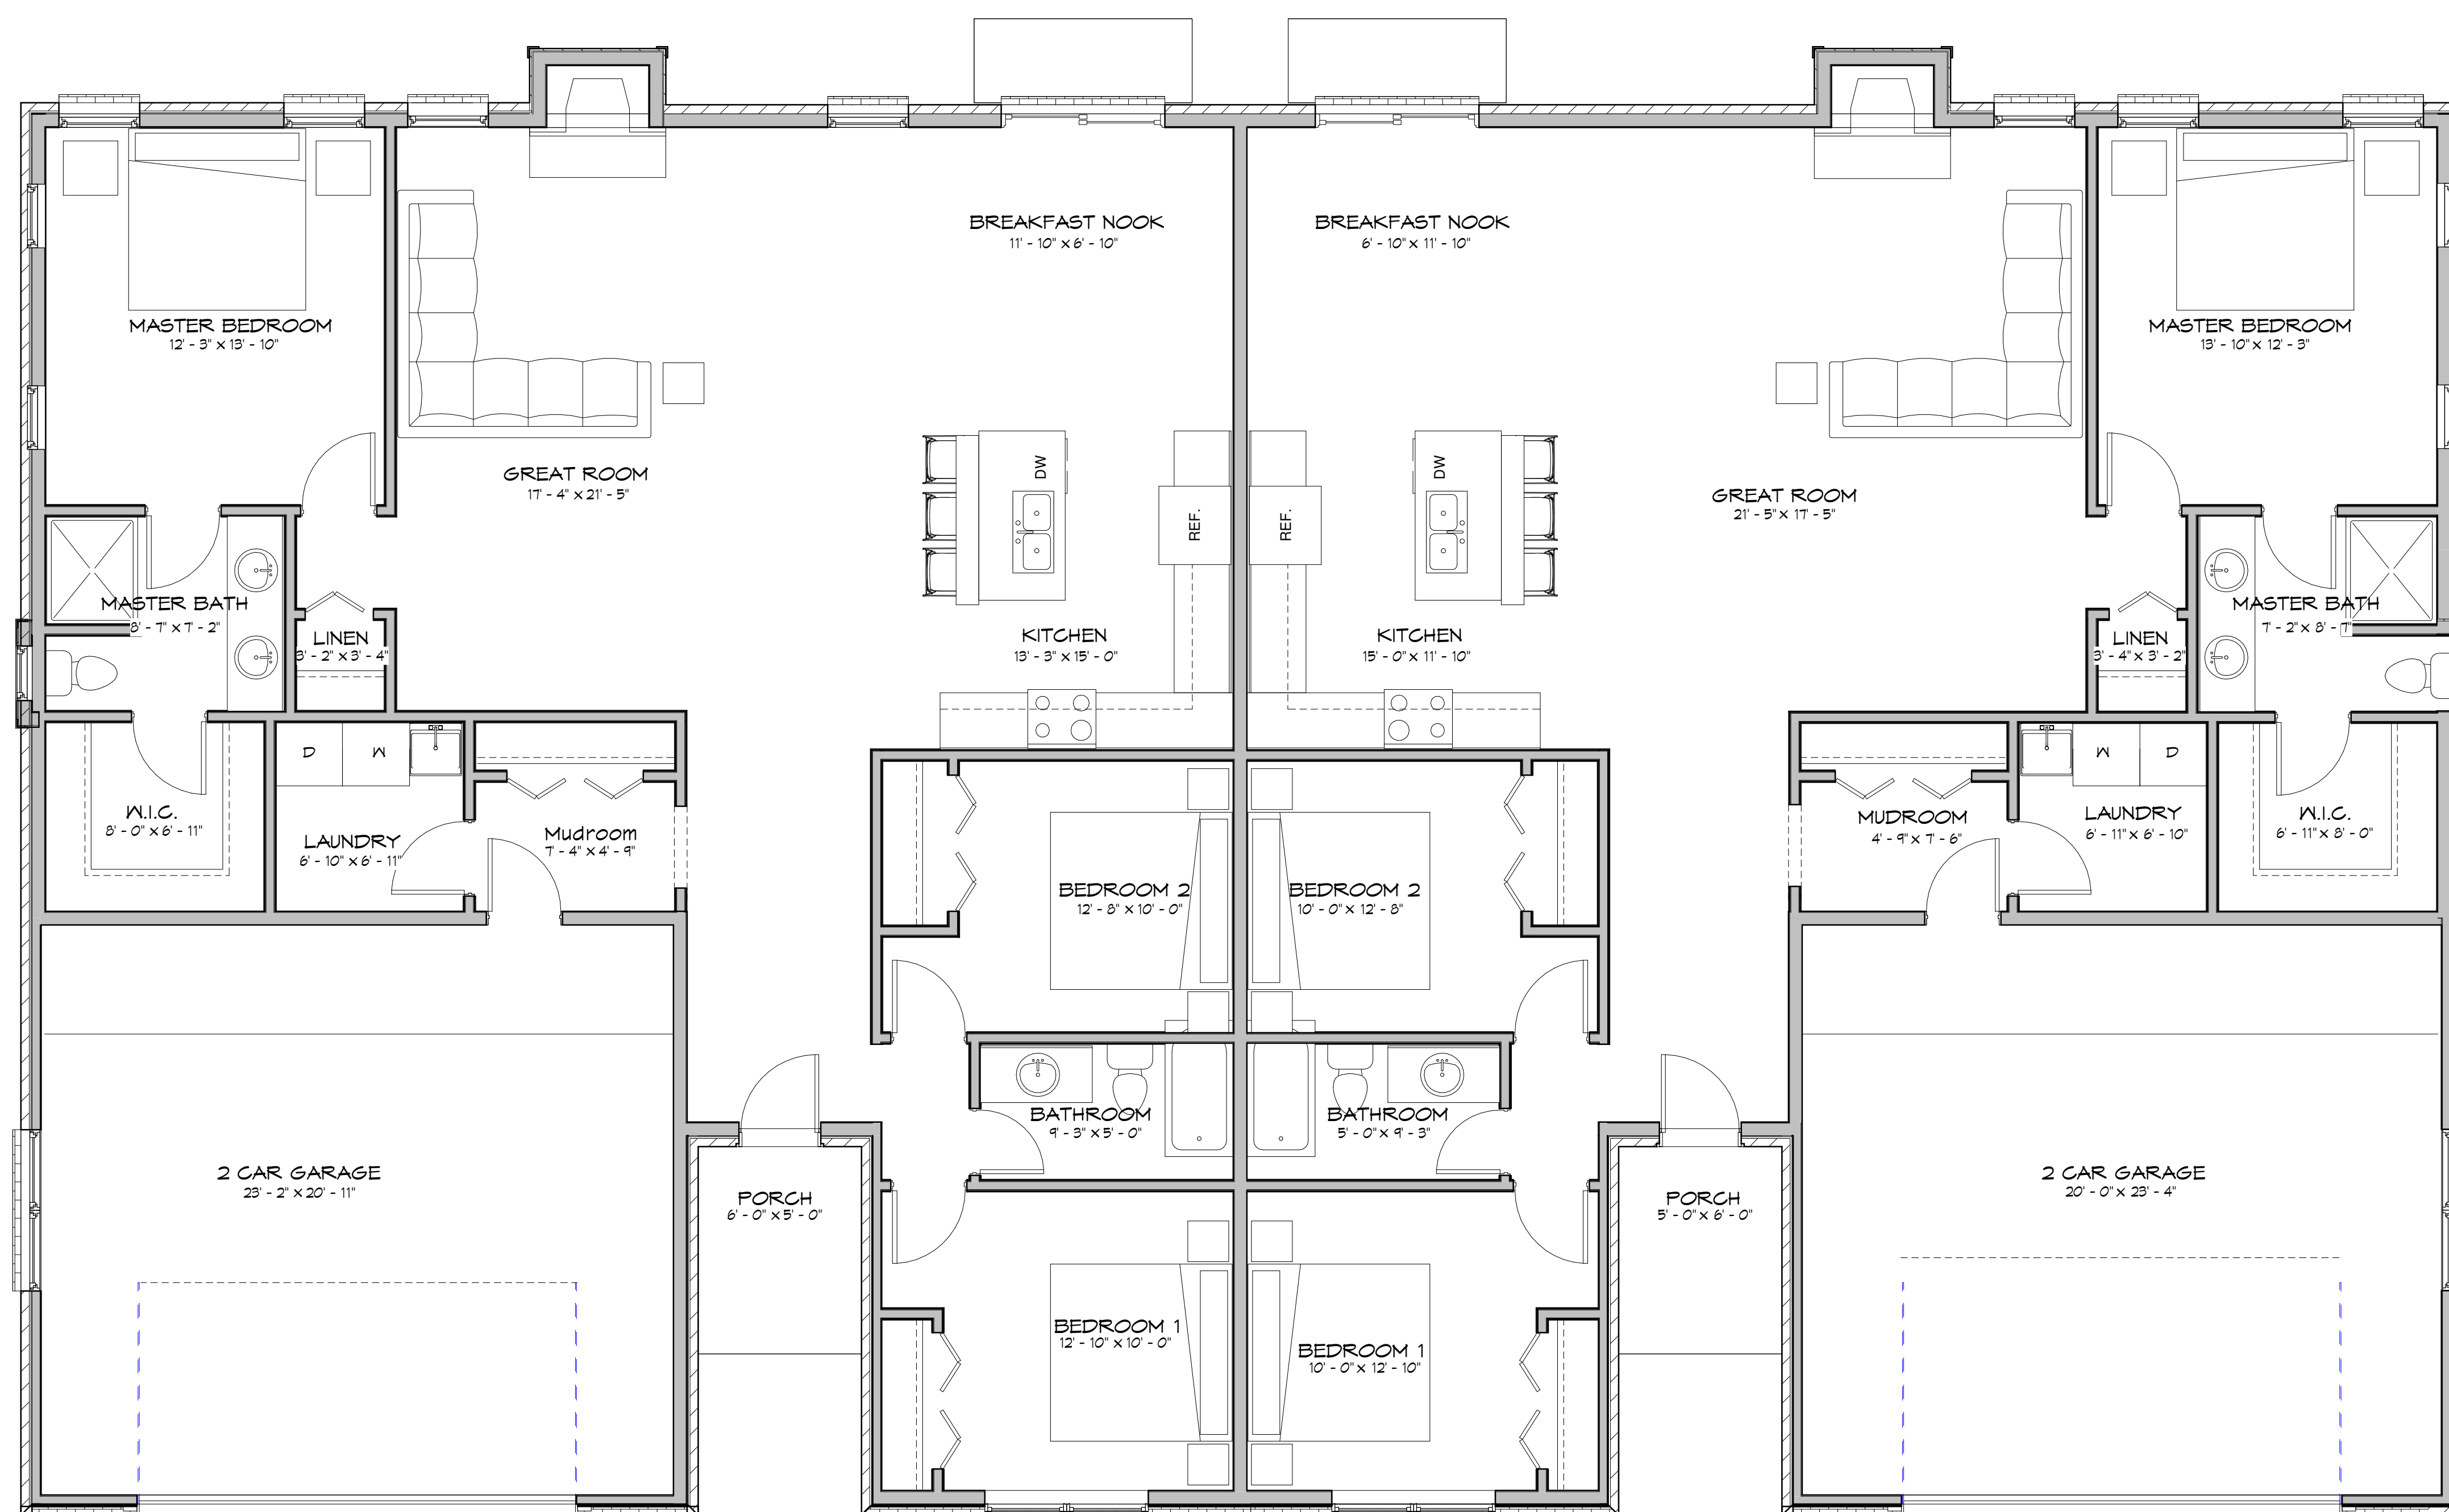 BREAKFAST NOOK
11' - 10" x 6' - 10"
BREAKFAST NOOK
6' - 10" x 11' - 10"
MASTER BEDROOM
12' - 3" x 13' - 10"
MASTER BEDROOM
13' - 10" x 12' - 3"
GREAT ROOM
17' - 4" x 21' - 5"
DW
REF.
REF.
DW
GREAT ROOM
21' - 5" x 17' - 5"
MASTER BATH
8' - 7" x 7' - 2"
LINEN
3' - 2" x 3' - 4"
KITCHEN
13' - 3" x 15' - 0"
KITCHEN
15' - 0" x 11' - 10"
LINEN
3' - 4" x 3' - 2"
MASTER BATH
7' - 2" x 8' - 7"
D
W
W
D
W.I.C.
8' - 0" x 6' - 11"
LAUNDRY
6' - 10" x 6' - 11"
Mudroom
7' - 4" x 4' - 9"
MUDROOM
4' - 9" x 7' - 6"
LAUNDRY
6' - 11" x 6' - 10"
W.I.C.
6' - 11" x 8' - 0"
BEDROOM 2
12' - 8" x 10' - 0"
BEDROOM 2
10' - 0" x 12' - 8"
BATHROOM
9' - 3" x 5' - 0"
BATHROOM
5' - 0" x 9' - 3"
2 CAR GARAGE
23' - 2" x 20' - 11"
PORCH
6' - 0" x 5' - 0"
PORCH
5' - 0" x 6' - 0"
2 CAR GARAGE
20' - 0" x 23' - 4"
BEDROOM 1
12' - 10" x 10' - 0"
BEDROOM 1
10' - 0" x 12' - 10"